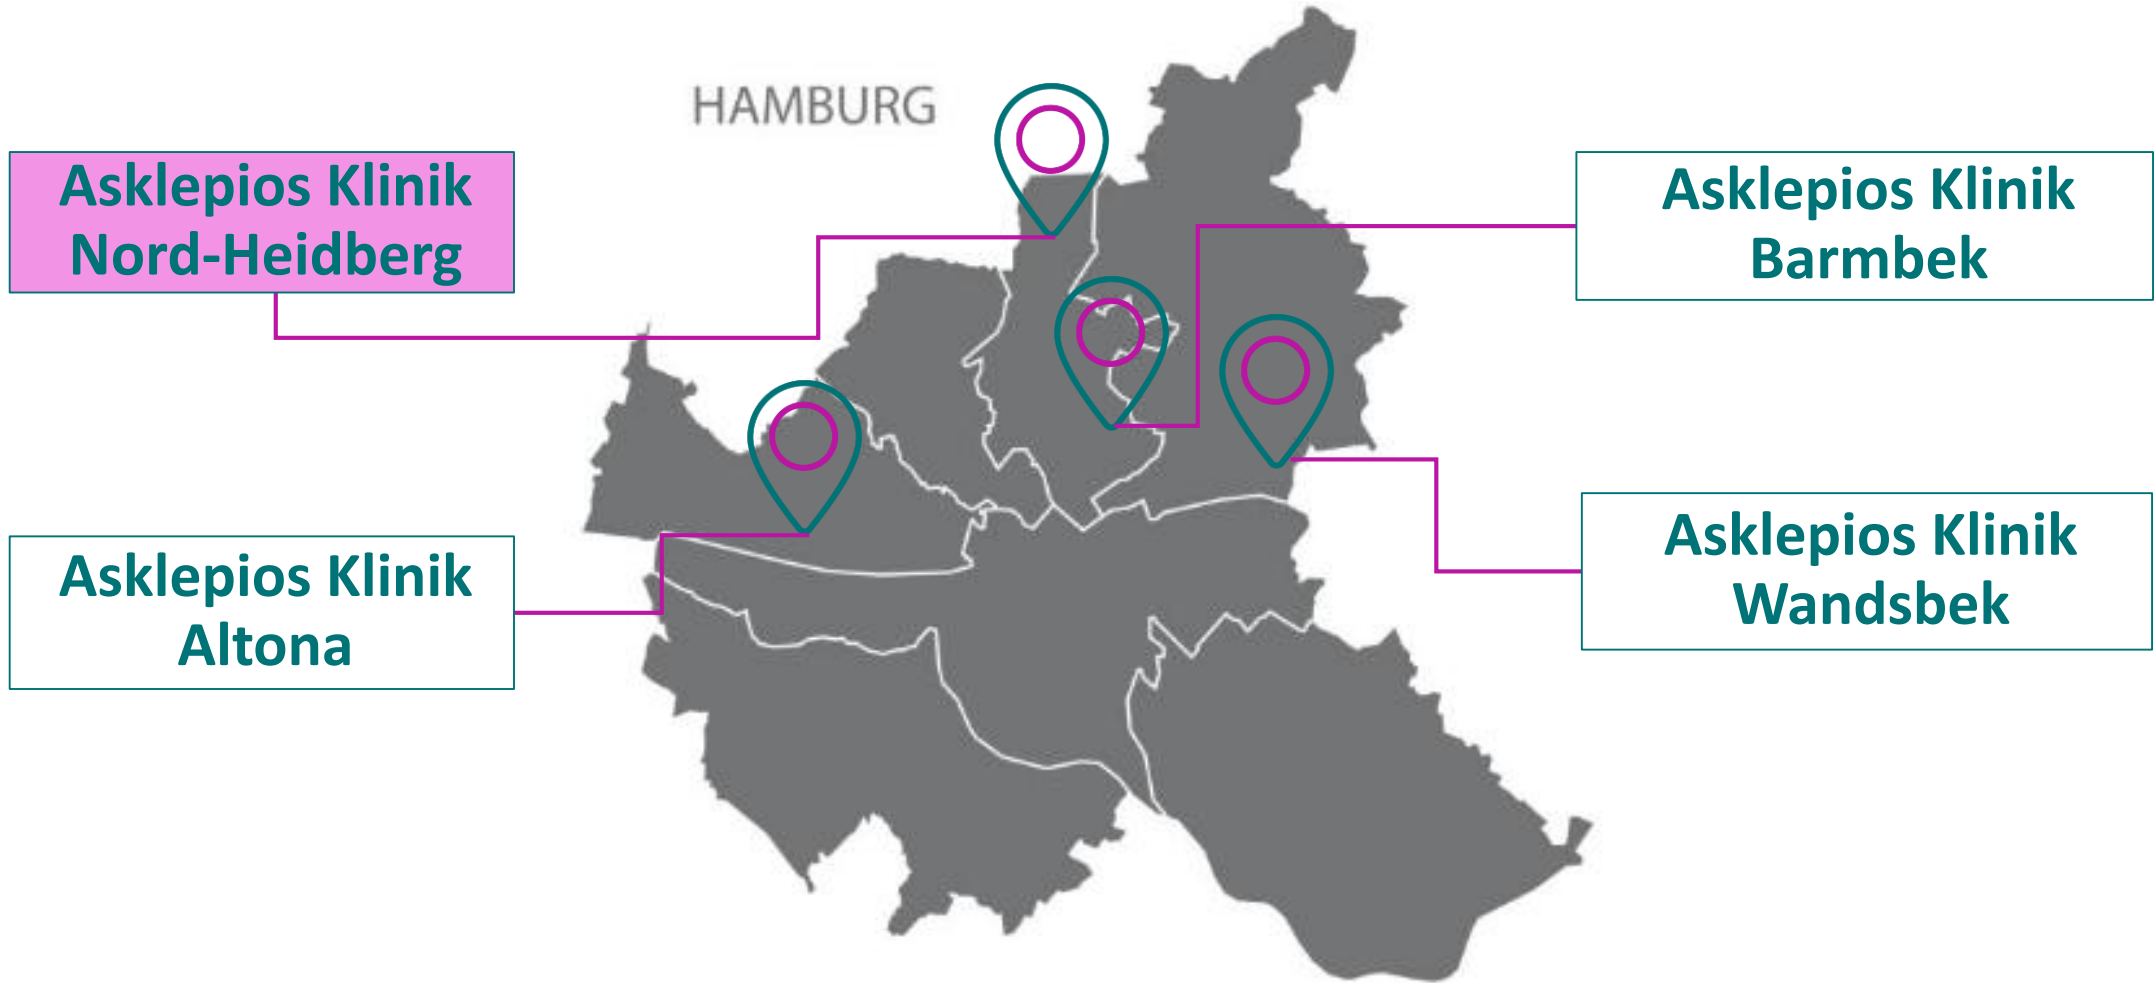 HAMBURG
Asklepios Klinik
Nord-Heidberg
Asklepios Klinik
Barmbek
Asklepios Klinik
Altona
Asklepios Klinik
Wandsbek